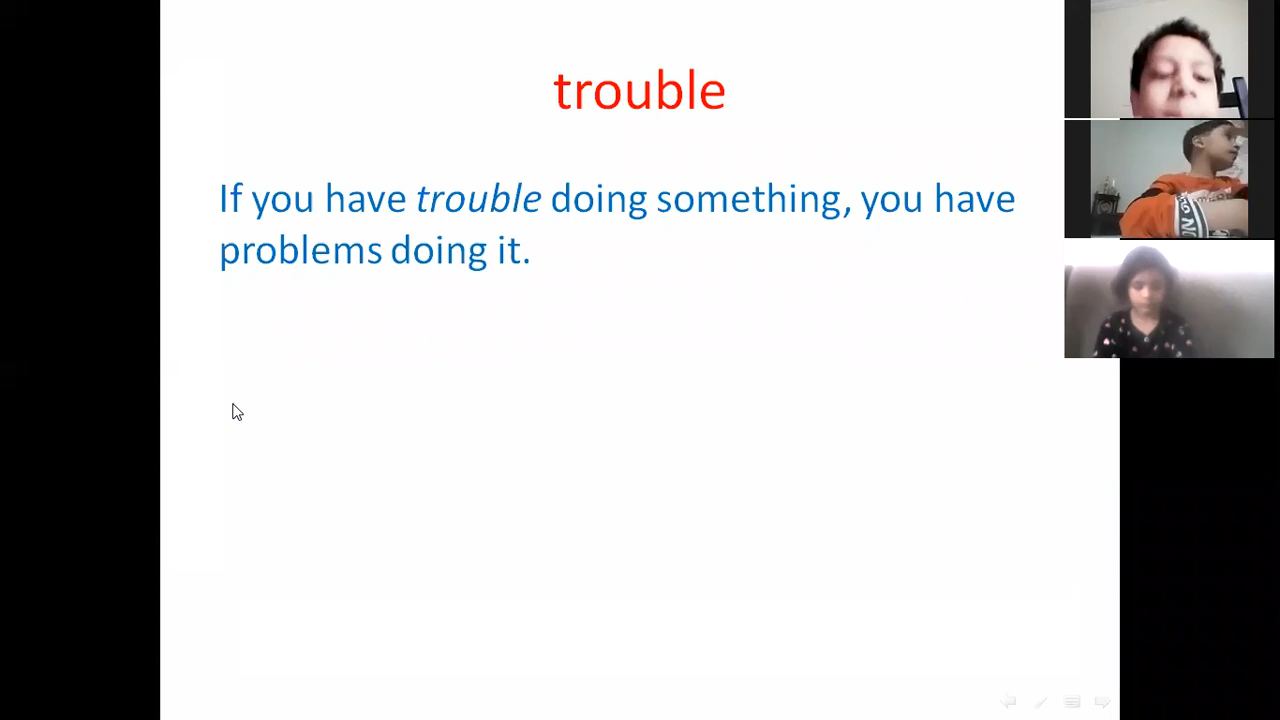 trouble
If you have trouble doing something, you have
problems doing it.